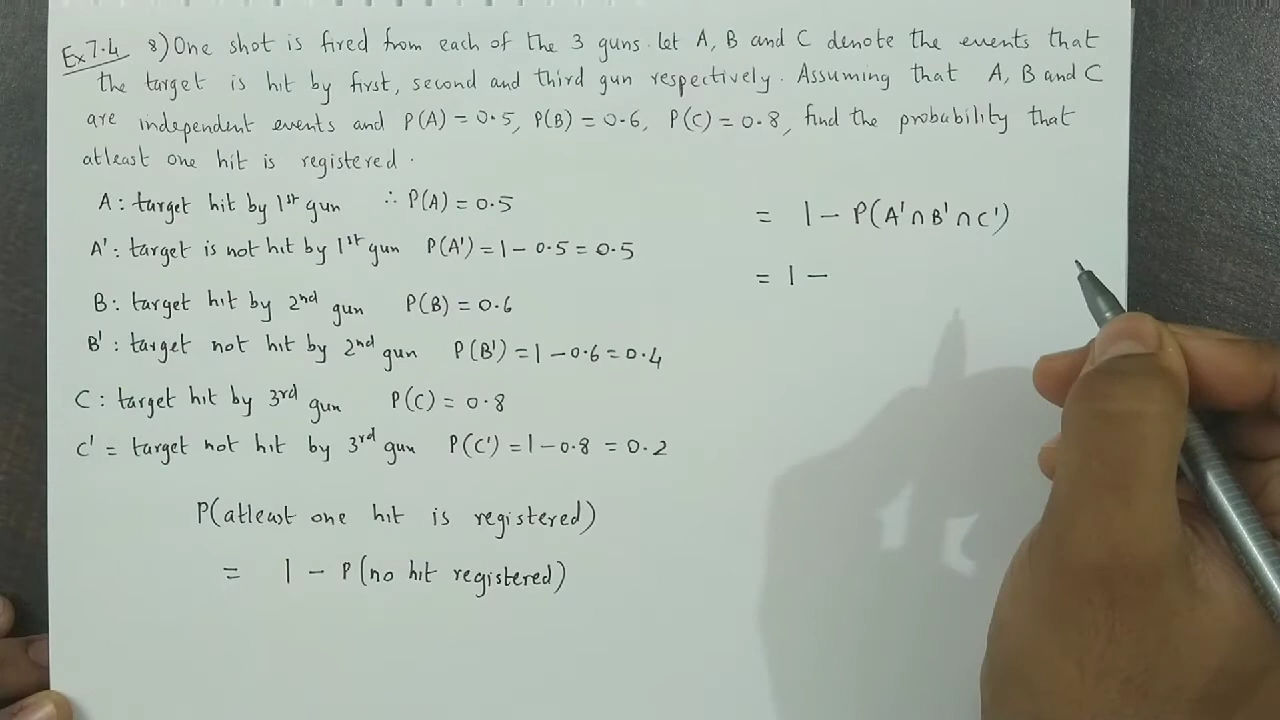 Ex 7.4 8) One shot is fired from each of the 3 guns. let A, B and C denote the events that
the target is hit by first, second and third gun respectively. Assuming that A, B and C
are independent events and P(A) = 0.5, P(B) = 0.6, P(C) = 0.8, find the probability that
atleast one hit is registered.
A : target hit by 1st gun ∴ P(A) = 0.5
A' : target is not hit by 1st gun P(A') = 1 - 0.5 = 0.5
B : target hit by 2nd gun P(B) = 0.6
B' : target not hit by 2nd gun P(B') = 1 - 0.6 = 0.4
C : target hit by 3rd gun P(C) = 0.8
C' = target not hit by 3rd gun P(C') = 1 - 0.8 = 0.2
P(atleast one hit is registered)
= 1 - P(no hit registered)
= 1 - P(A' ∩ B' ∩ C')
= 1 -